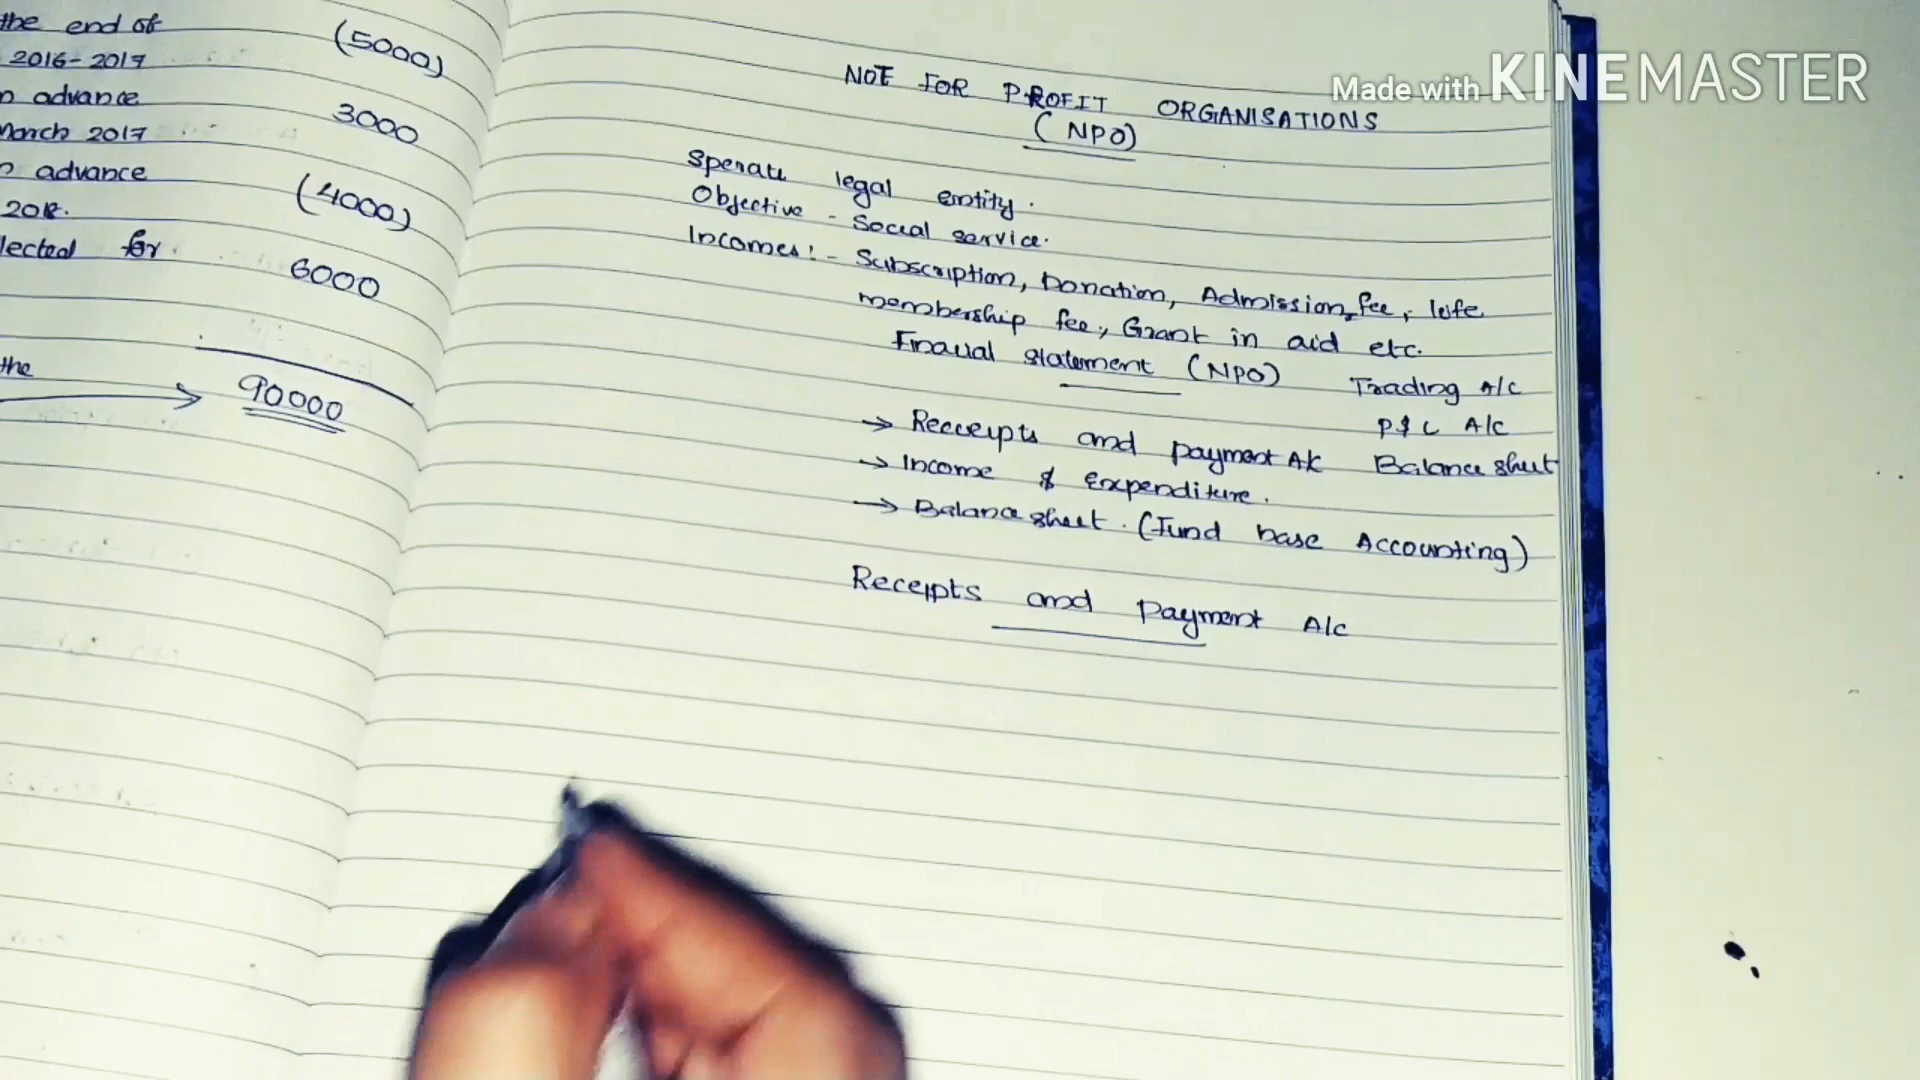 the end of
2016-2017 (5000)
n advance
March 2017 3000
n advance
2018. (4000)
lected for 6000
the
90000
Made with KINEMASTER
NOT FOR PROFIT ORGANISATIONS
(NPO)
Sperate legal entity.
Objective - Social service.
Incomes:- Subscription, Donation, Admission fee, life
membership fee, Grant in aid etc.
Finaual statement (NPO) Trading A/c
P & L A/c
→ Receeipts and payment A/c Balance sheet
→ Income & Expenditure.
→ Balance sheet. (Fund base Accounting)
Receipts and Payment A/c